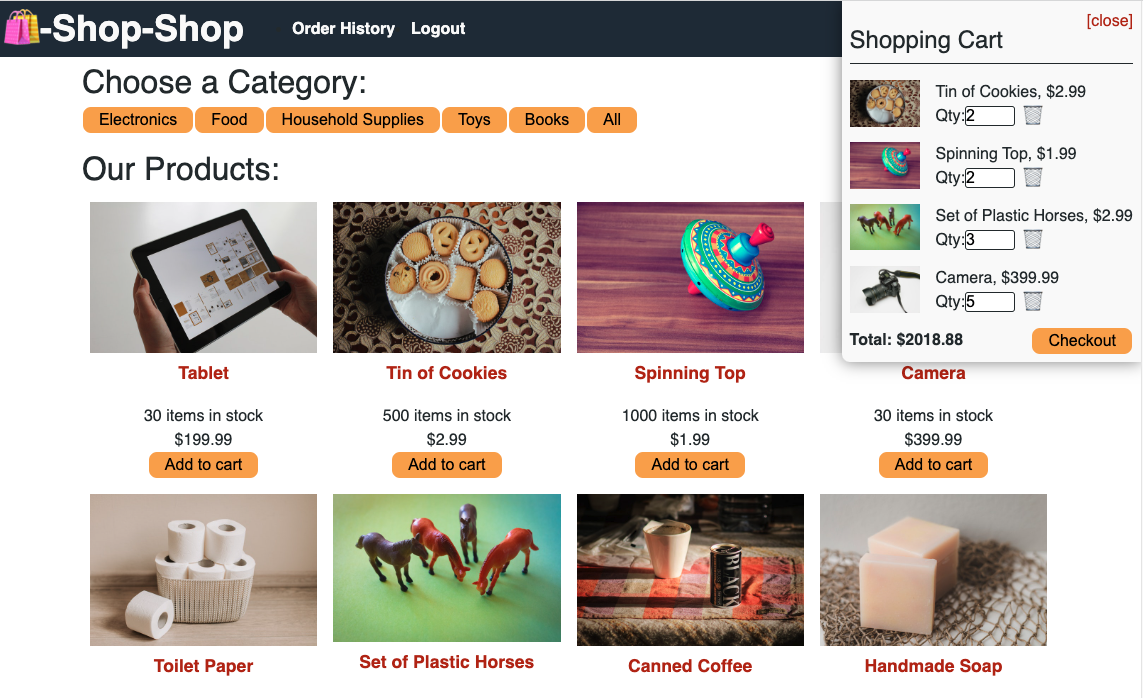 -Shop-Shop
Order History Logout
[close]
Shopping Cart
Tin of Cookies, $2.99
Qty:2
Spinning Top, $1.99
Qty:2
Set of Plastic Horses, $2.99
Qty:3
Camera, $399.99
Qty:5
Total: $2018.88
Checkout
Choose a Category:
Electronics Food Household Supplies Toys Books All
Our Products:
Tablet
30 items in stock
$199.99
Add to cart
Tin of Cookies
500 items in stock
$2.99
Add to cart
Spinning Top
1000 items in stock
$1.99
Add to cart
Camera
30 items in stock
$399.99
Add to cart
Toilet Paper
Set of Plastic Horses
BLACK
Canned Coffee
Handmade Soap